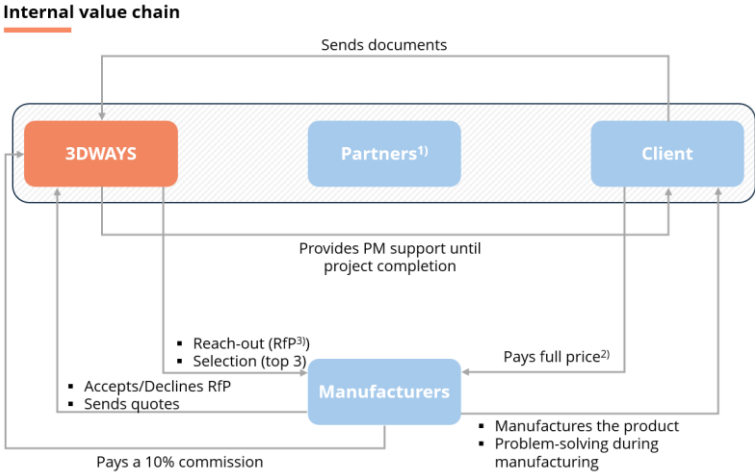 Internal value chain
Sends documents
3DWAYS
Partners¹⁾
Client
Provides PM support until
project completion
▪ Reach-out (RfP³⁾)
▪ Selection (top 3)
Pays full price²⁾
▪ Accepts/Declines RfP
▪ Sends quotes
Manufacturers
▪ Manufactures the product
▪ Problem-solving during
manufacturing
Pays a 10% commission